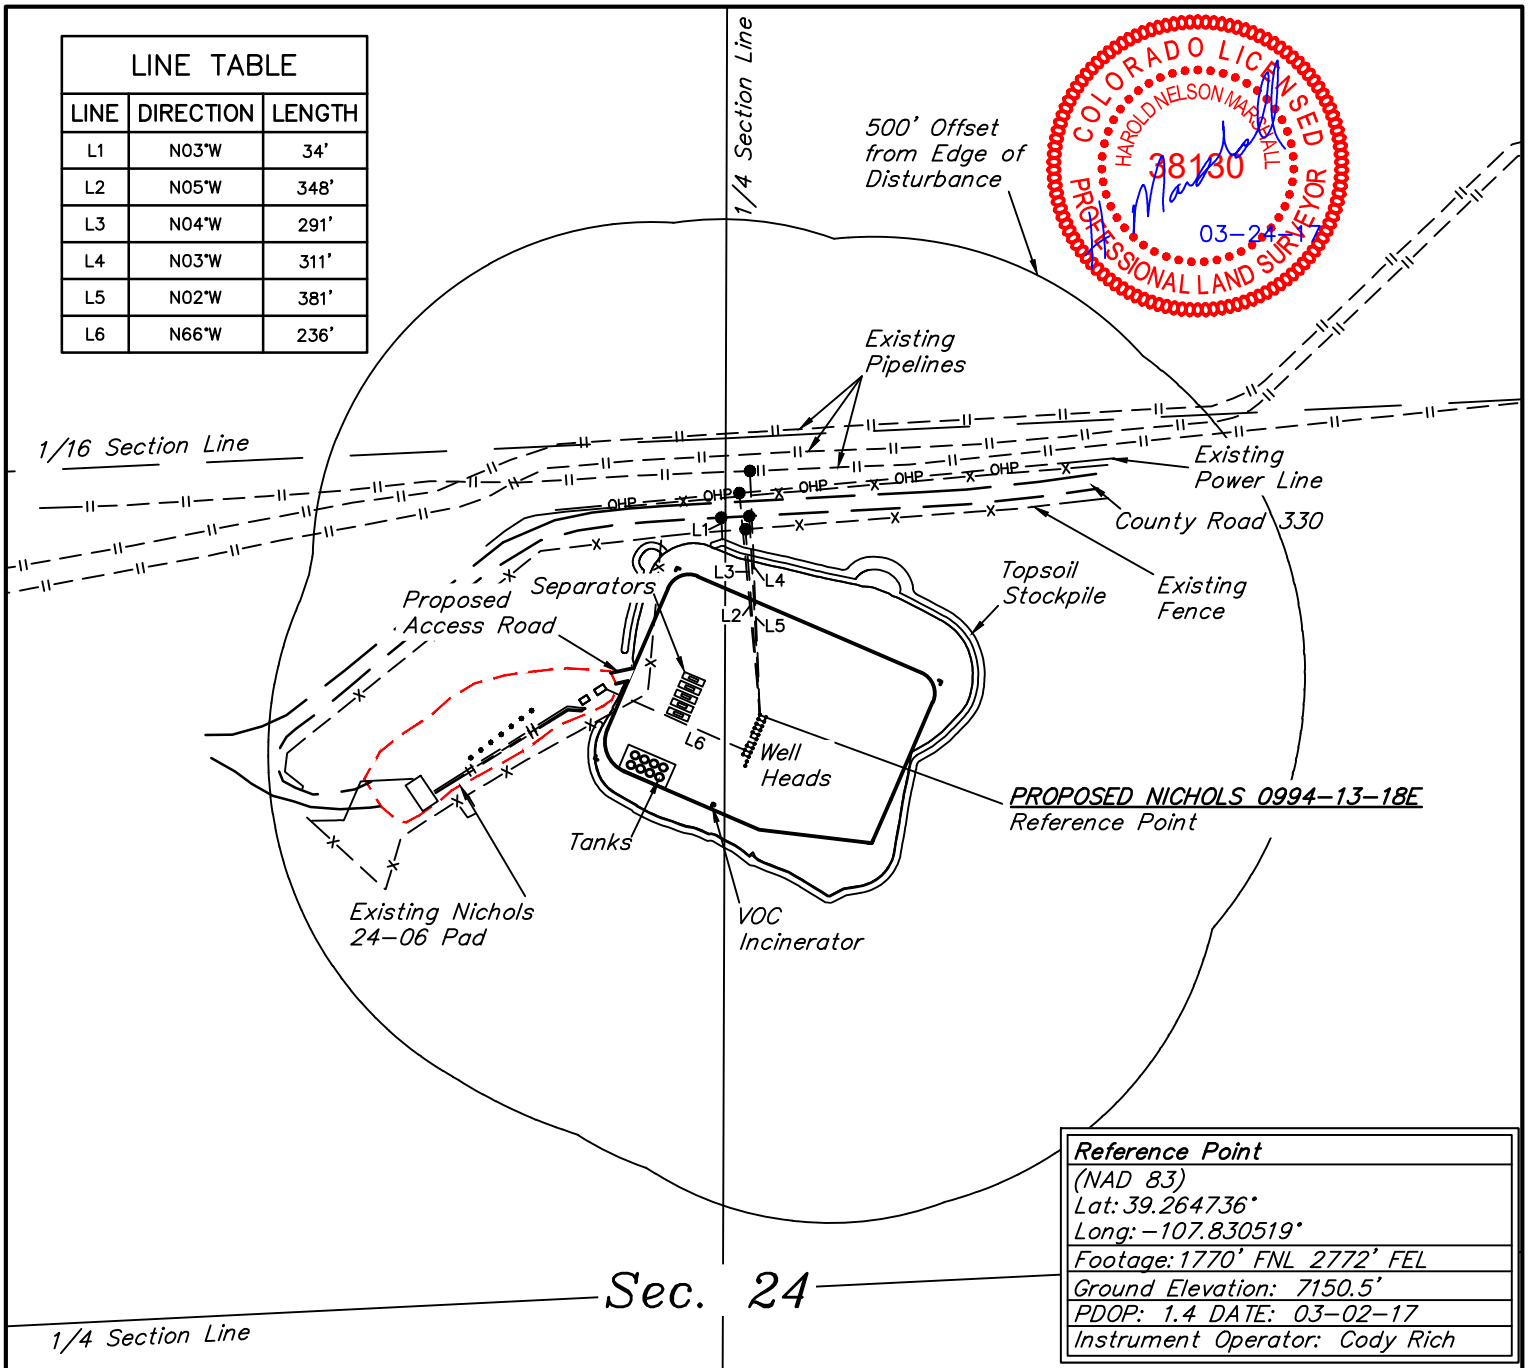 LINE TABLE
LINE DIRECTION LENGTH
L1 N03°W 34'
L2 N05°W 348'
L3 N04°W 291'
L4 N03°W 311'
L5 N02°W 381'
L6 N66°W 236'
1/4 Section Line
500' Offset
from Edge of
Disturbance
COLORADO LICENSED
PROFESSIONAL LAND SURVEYOR
HAROLD NELSON MARSHALL
38130
H Marshall
03-24-17
Existing
Pipelines
1/16 Section Line
Existing
Power Line
OHP
OHP
OHP
OHP
County Road 330
L1
L3
L4
L2
L5
L6
Separators
Proposed
Access Road
Topsoil
Stockpile
Existing
Fence
Well
Heads
PROPOSED NICHOLS 0994-13-18E
Reference Point
Tanks
Existing Nichols
24-06 Pad
VOC
Incinerator
Sec. 24
1/4 Section Line
Reference Point
(NAD 83)
Lat: 39.264736°
Long: -107.830519°
Footage: 1770' FNL 2772' FEL
Ground Elevation: 7150.5'
PDOP: 1.4 DATE: 03-02-17
Instrument Operator: Cody Rich